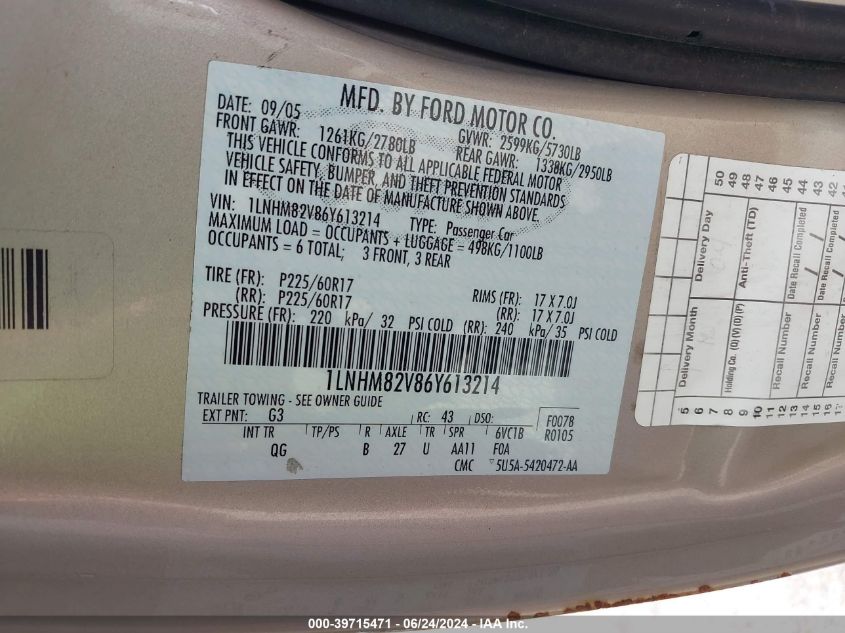 MFD. BY FORD MOTOR CO.
DATE: 09/05 GVWR: 2599KG/5730LB
FRONT GAWR: 1261KG/2780LB REAR GAWR: 1338KG/2950LB
THIS VEHICLE CONFORMS TO ALL APPLICABLE FEDERAL MOTOR
VEHICLE SAFETY, BUMPER, AND THEFT PREVENTION STANDARDS
IN EFFECT ON THE DATE OF MANUFACTURE SHOWN ABOVE.
VIN: 1LNHM82V86Y613214 TYPE: Passenger Car
MAXIMUM LOAD = OCCUPANTS + LUGGAGE = 498KG/1100LB
OCCUPANTS = 6 TOTAL; 3 FRONT, 3 REAR
TIRE (FR): P225/60R17 RIMS (FR): 17 X 7.0J
(RR): P225/60R17 (RR): 17 X 7.0J
PRESSURE (FR): 220 kPa/ 32 PSI COLD (RR): 240 kPa/ 35 PSI COLD
1LNHM82V86Y613214
TRAILER TOWING - SEE OWNER GUIDE
EXT PNT: G3 RC: 43 DSO: F0078
INT TR TP/PS R AXLE TR SPR 6VC1B R0105
QG B 27 U AA11 F0A
CMC 5U5A-5420472-AA
Delivery Month Delivery Day
Holding Co. (Q)(V)(O)(P) Anti-Theft (TD)
Recall Number Date Recall Completed
Recall Number Date Recall Completed
Recall Number
5 6 7 8 9 10 11 12 13 14 15 16 17
50 49 48 47 46 45 44 43 42
000-39715471 - 06/24/2024 - IAA Inc.